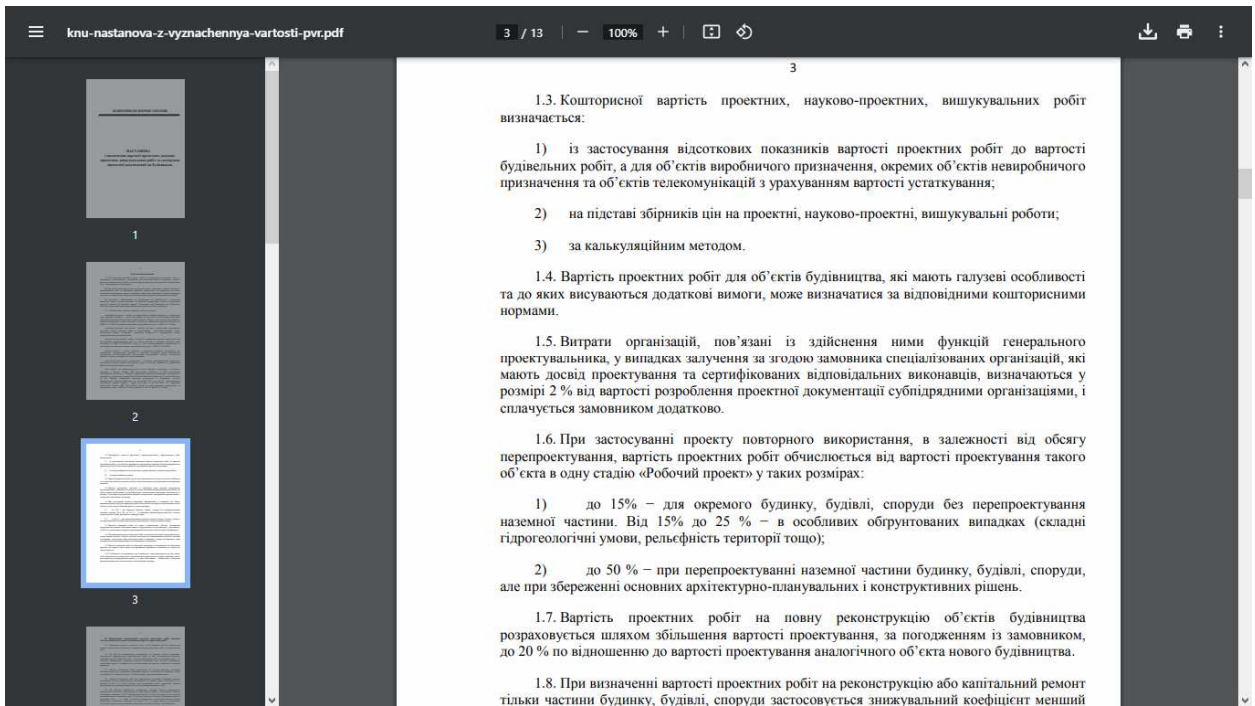 knu-nastanova-z-vyznachennya-vartosti-pvr.pdf
3 / 13
100%
1
2
3
3
1.3. Кошторисної вартість проектних, науково-проектних, вишукувальних робіт
визначається:
1) із застосування відсоткових показників вартості проектних робіт до вартості
будівельних робіт, а для об’єктів виробничого призначення, окремих об’єктів невиробничого
призначення та об’єктів телекомунікацій з урахуванням вартості устаткування;
2) на підставі збірників цін на проектні, науково-проектні, вишукувальні роботи;
3) за калькуляційним методом.
1.4. Вартість проектних робіт для об’єктів будівництва, які мають галузеві особливості
та до яких висуваються додаткові вимоги, може визначатися за відповідними кошторисними
нормами.
1.5. Витрати організацій, пов’язані із здійснення ними функцій генерального
проектувальника, у випадках залучення за згодою замовника спеціалізованих організацій, які
мають досвід проектування та сертифікованих відповідальних виконавців, визначаються у
розмірі 2 % від вартості розроблення проектної документації субпідрядними організаціями, і
сплачується замовником додатково.
1.6. При застосуванні проекту повторного використання, в залежності від обсягу
перепроектування, вартість проектних робіт обчислюється від вартості проектування такого
об’єкта в одну стадію «Робочий проект» у таких розмірах:
1) до 15% − для окремого будинку, будівлі, споруди без перепроектування
наземної частини. Від 15% до 25 % − в особливих обґрунтованих випадках (складні
гідрогеологічні умови, рельєфність території тощо);
2) до 50 % − при перепроектуванні наземної частини будинку, будівлі, споруди,
але при збереженні основних архітектурно-планувальних і конструктивних рішень.
1.7. Вартість проектних робіт на повну реконструкцію об’єктів будівництва
розраховується шляхом збільшення вартості проектування, за погодженням із замовником,
до 20 % по відношенню до вартості проектування аналогічного об’єкта нового будівництва.
1.8. При визначенні вартості проектних робіт на реконструкцію або капітальний ремонт
тільки частини будинку, будівлі, споруди застосовується знижувальний коефіцієнт менший